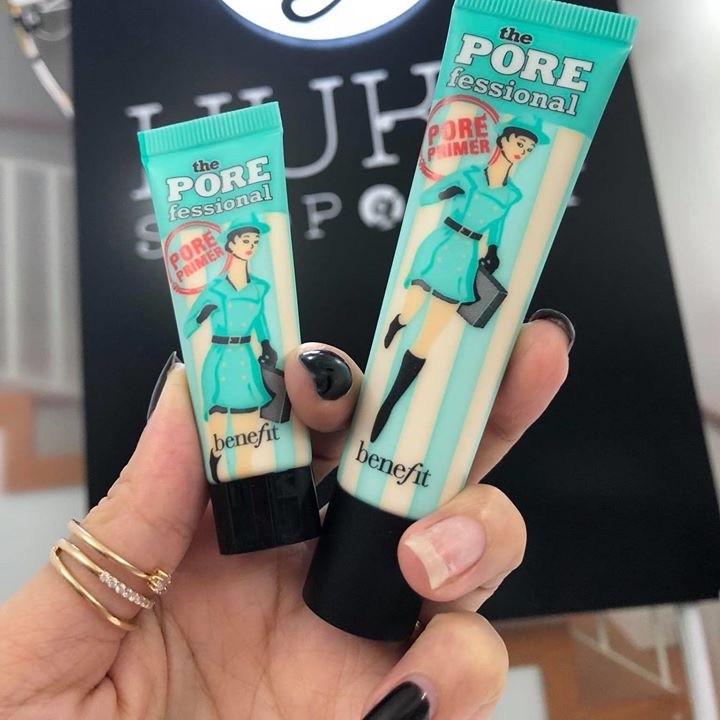 the
PORE
fessional
PORE
PRIMER
benefit
the
PORE
fessional
PORE
PRIMER
benefit